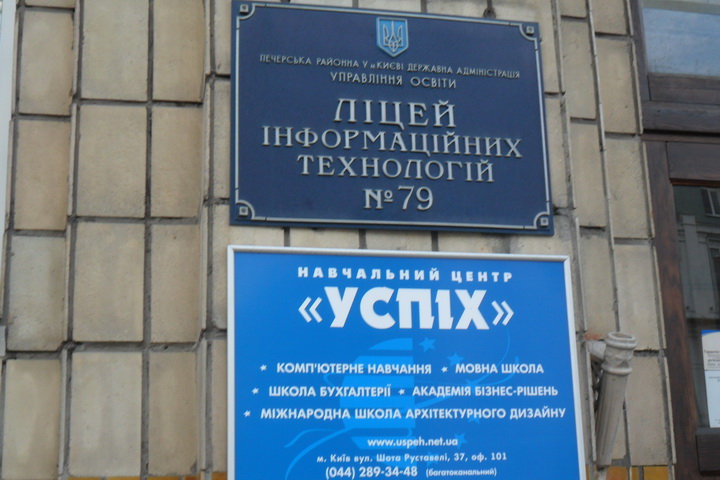 ПЕЧЕРСЬКА РАЙОННА У м.КИЄВІ ДЕРЖАВНА АДМІНІСТРАЦІЯ
УПРАВЛІННЯ ОСВІТИ
ЛІЦЕЙ
ІНФОРМАЦІЙНИХ
ТЕХНОЛОГІЙ
№79
НАВЧАЛЬНИЙ ЦЕНТР
«УСПІХ»
* КОМП'ЮТЕРНЕ НАВЧАННЯ * МОВНА ШКОЛА
* ШКОЛА БУХГАЛТЕРІЇ * АКАДЕМІЯ БІЗНЕС-РІШЕНЬ
* МІЖНАРОДНА ШКОЛА АРХІТЕКТУРНОГО ДИЗАЙНУ
www.uspeh.net.ua
м. Київ вул. Шота Руставелі, 37, оф. 101
(044) 289-34-48 (багатоканальний)